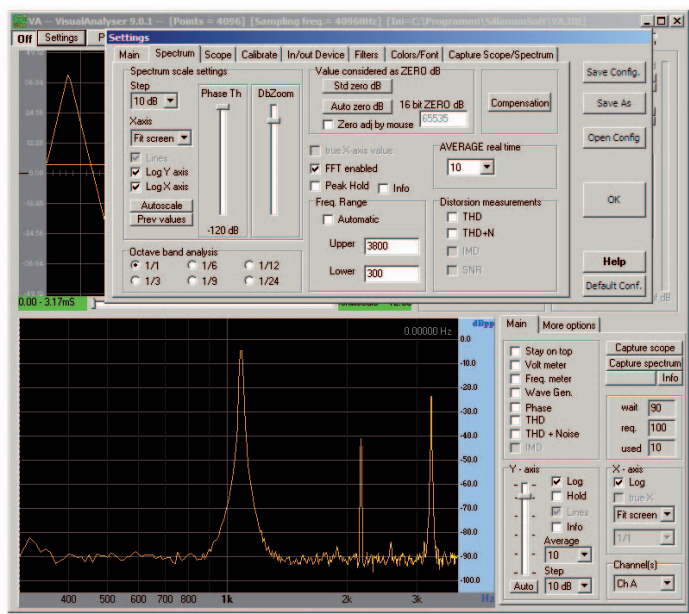 VA -- VisualAnalyser 9.0.1 -- [Points = 4096] [Sampling freq.= 40960Hz] [Ini=C:\Programmi\SillanumSoft\VA.INI]
Off Settings
Settings
Main Spectrum Scope Calibrate In/out Device Filters Colors/Font Capture Scope/Spectrum
Spectrum scale settings
Step
10 dB
Phase Th
DbZoom
Xaxis
Fit screen
Lines
Log Y axis
Log X axis
Autoscale
Prev values
-120 dB
Octave band analysis
1/1 1/6 1/12
1/3 1/9 1/24
Value considered as ZERO dB
Std zero dB
Auto zero dB 16 bit ZERO dB
Zero adj by mouse 65535
Compensation
true X-axis value
FFT enabled
Peak Hold Info
AVERAGE real time
10
Freq. Range
Automatic
Upper 3800
Lower 300
Distorsion measurements
THD
THD+N
IMD
SNR
Save Config.
Save As
Open Config
OK
Help
Default Conf.
0.00 - 3.17mS
0.00000 Hz
dBpp
0.0
-10.0
-20.0
-30.0
-40.0
-50.0
-60.0
-70.0
-80.0
-90.0
-100.0
400 500 600 700 800 1k 2k 3k Hz
Main More options
Stay on top
Volt meter
Freq. meter
Wave Gen.
Phase
THD
THD + Noise
IMD
Capture scope
Capture spectrum
Info
wait 90
req. 100
used 10
Y - axis
Log
Hold
Lines
Info
Average
10
Step
Auto 10 dB
X - axis
Log
true X
Fit screen
1/1
Channel(s)
Ch A